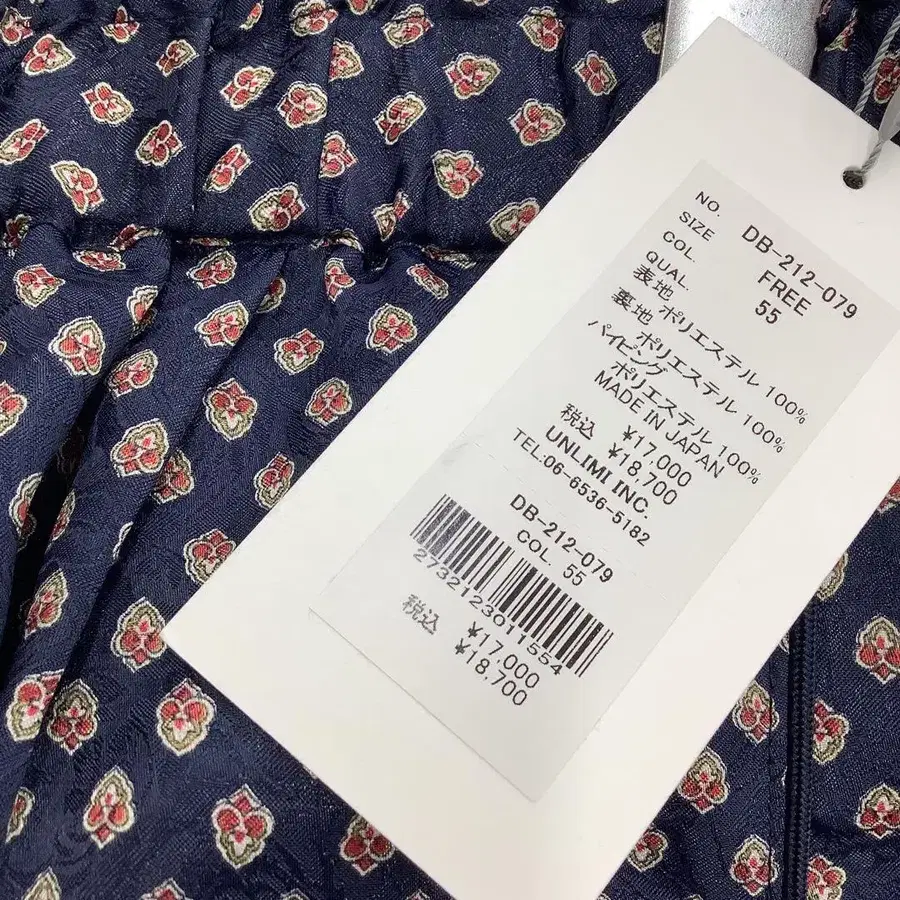 NO. DB-212-079
SIZE FREE
COL. 55
QUAL.
表地 ポリエステル 100%
裏地 ポリエステル 100%
パイピング
ポリエステル 100%
MADE IN JAPAN
¥17,000
税込 ¥18,700
UNLIMI INC.
TEL:06-6536-5182
DB-212-079
COL. 55
2732123011554
¥17,000
税込 ¥18,700